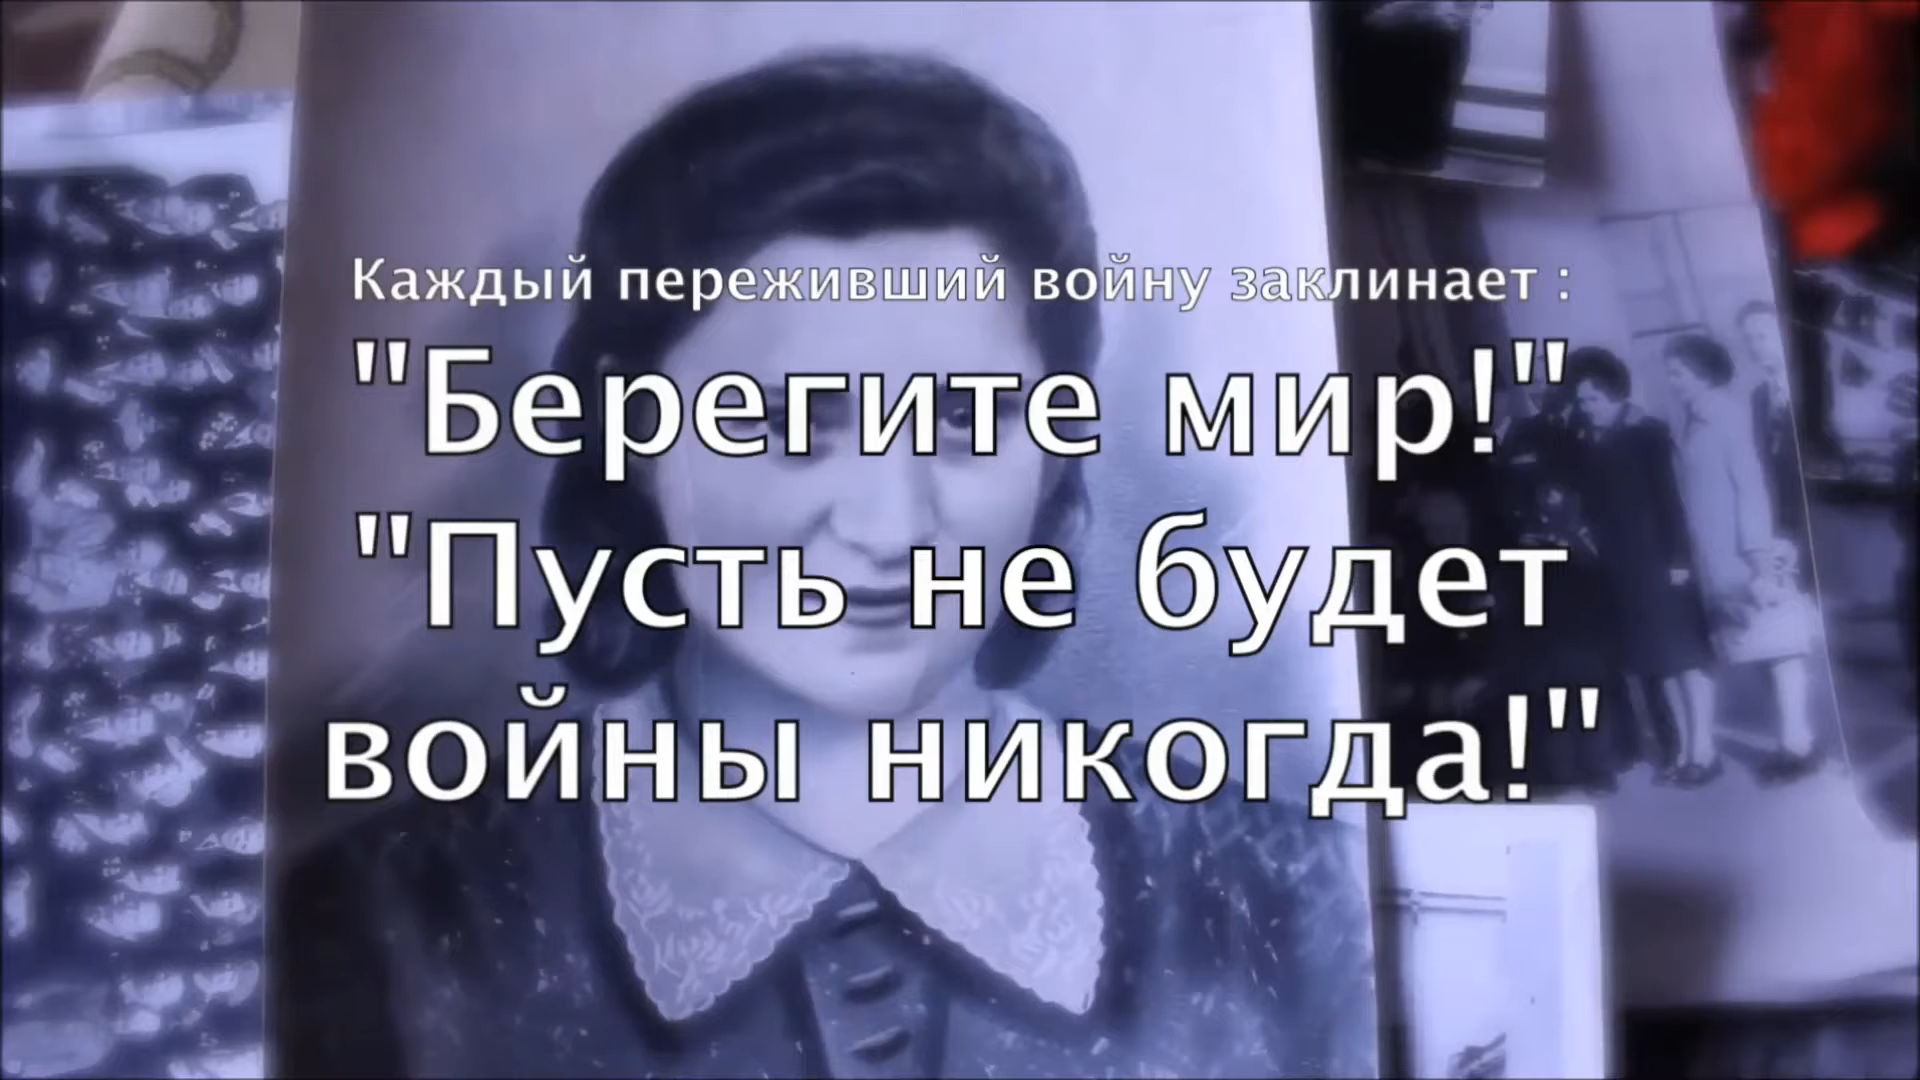 Каждый переживший войну заклинает :
"Берегите мир!"
"Пусть не будет
войны никогда!"